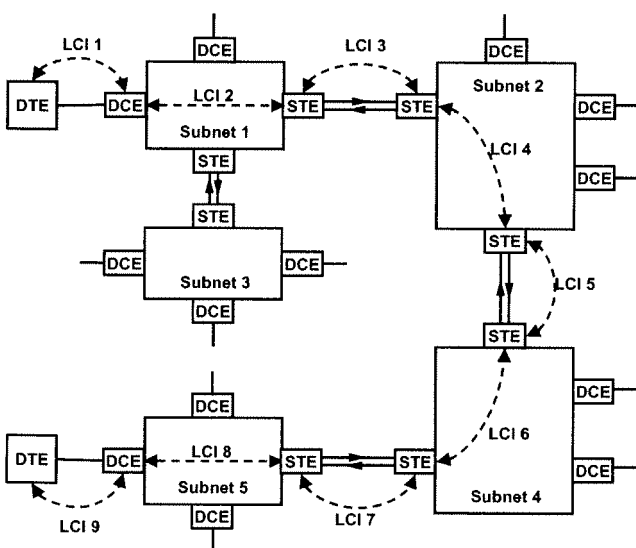 LCI 1
DCE
LCI 3
DCE
DTE
DCE
LCI 2
STE
STE
Subnet 1
STE
Subnet 2
DCE
LCI 4
DCE
STE
DCE
Subnet 3
DCE
DCE
STE
LCI 5
STE
DCE
DCE
DTE
DCE
LCI 8
STE
STE
LCI 6
DCE
Subnet 5
Subnet 4
LCI 9
DCE
LCI 7